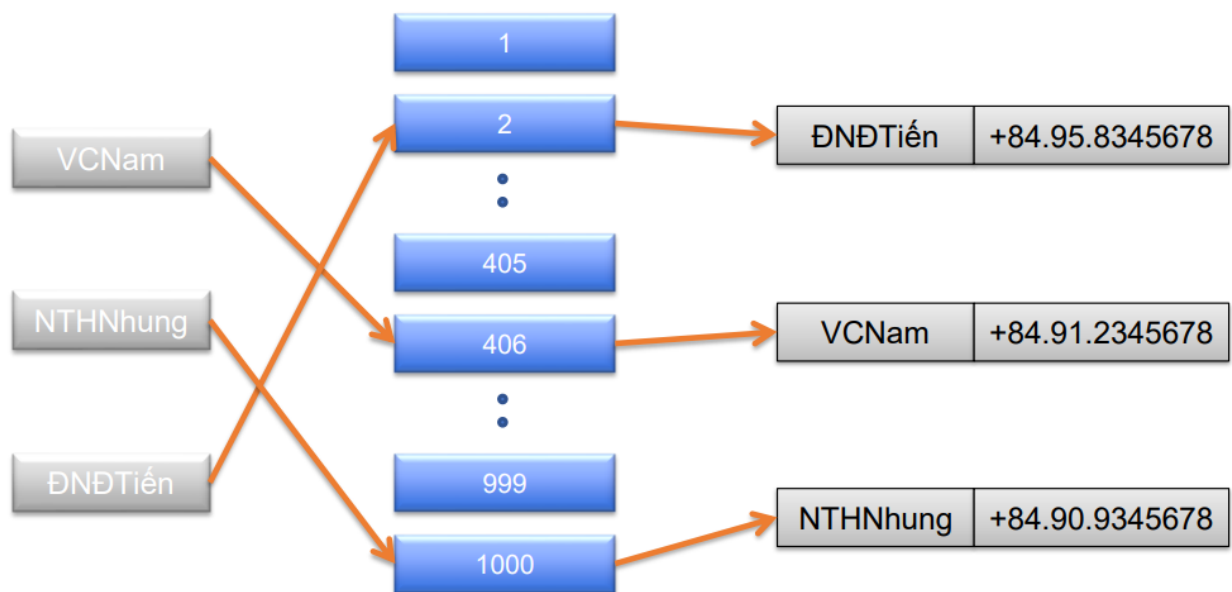 1
2
VCNam
ĐNĐTiến +84.95.8345678
405
NTHNhung
406
VCNam +84.91.2345678
ĐNĐTiến
999
1000
NTHNhung +84.90.9345678